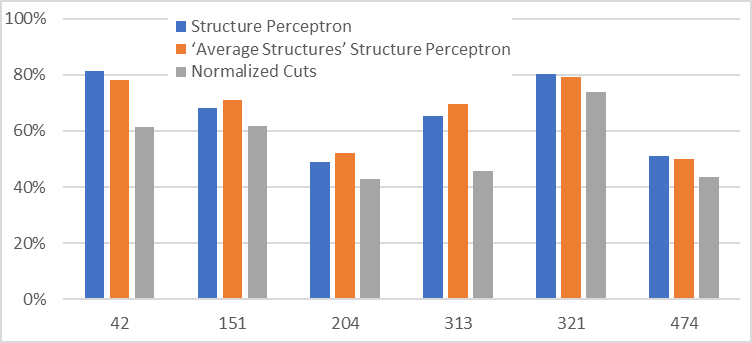 100%
Structure Perceptron
‘Average Structures’ Structure Perceptron
80%
Normalized Cuts
60%
40%
20%
0%
42 151 204 313 321 474